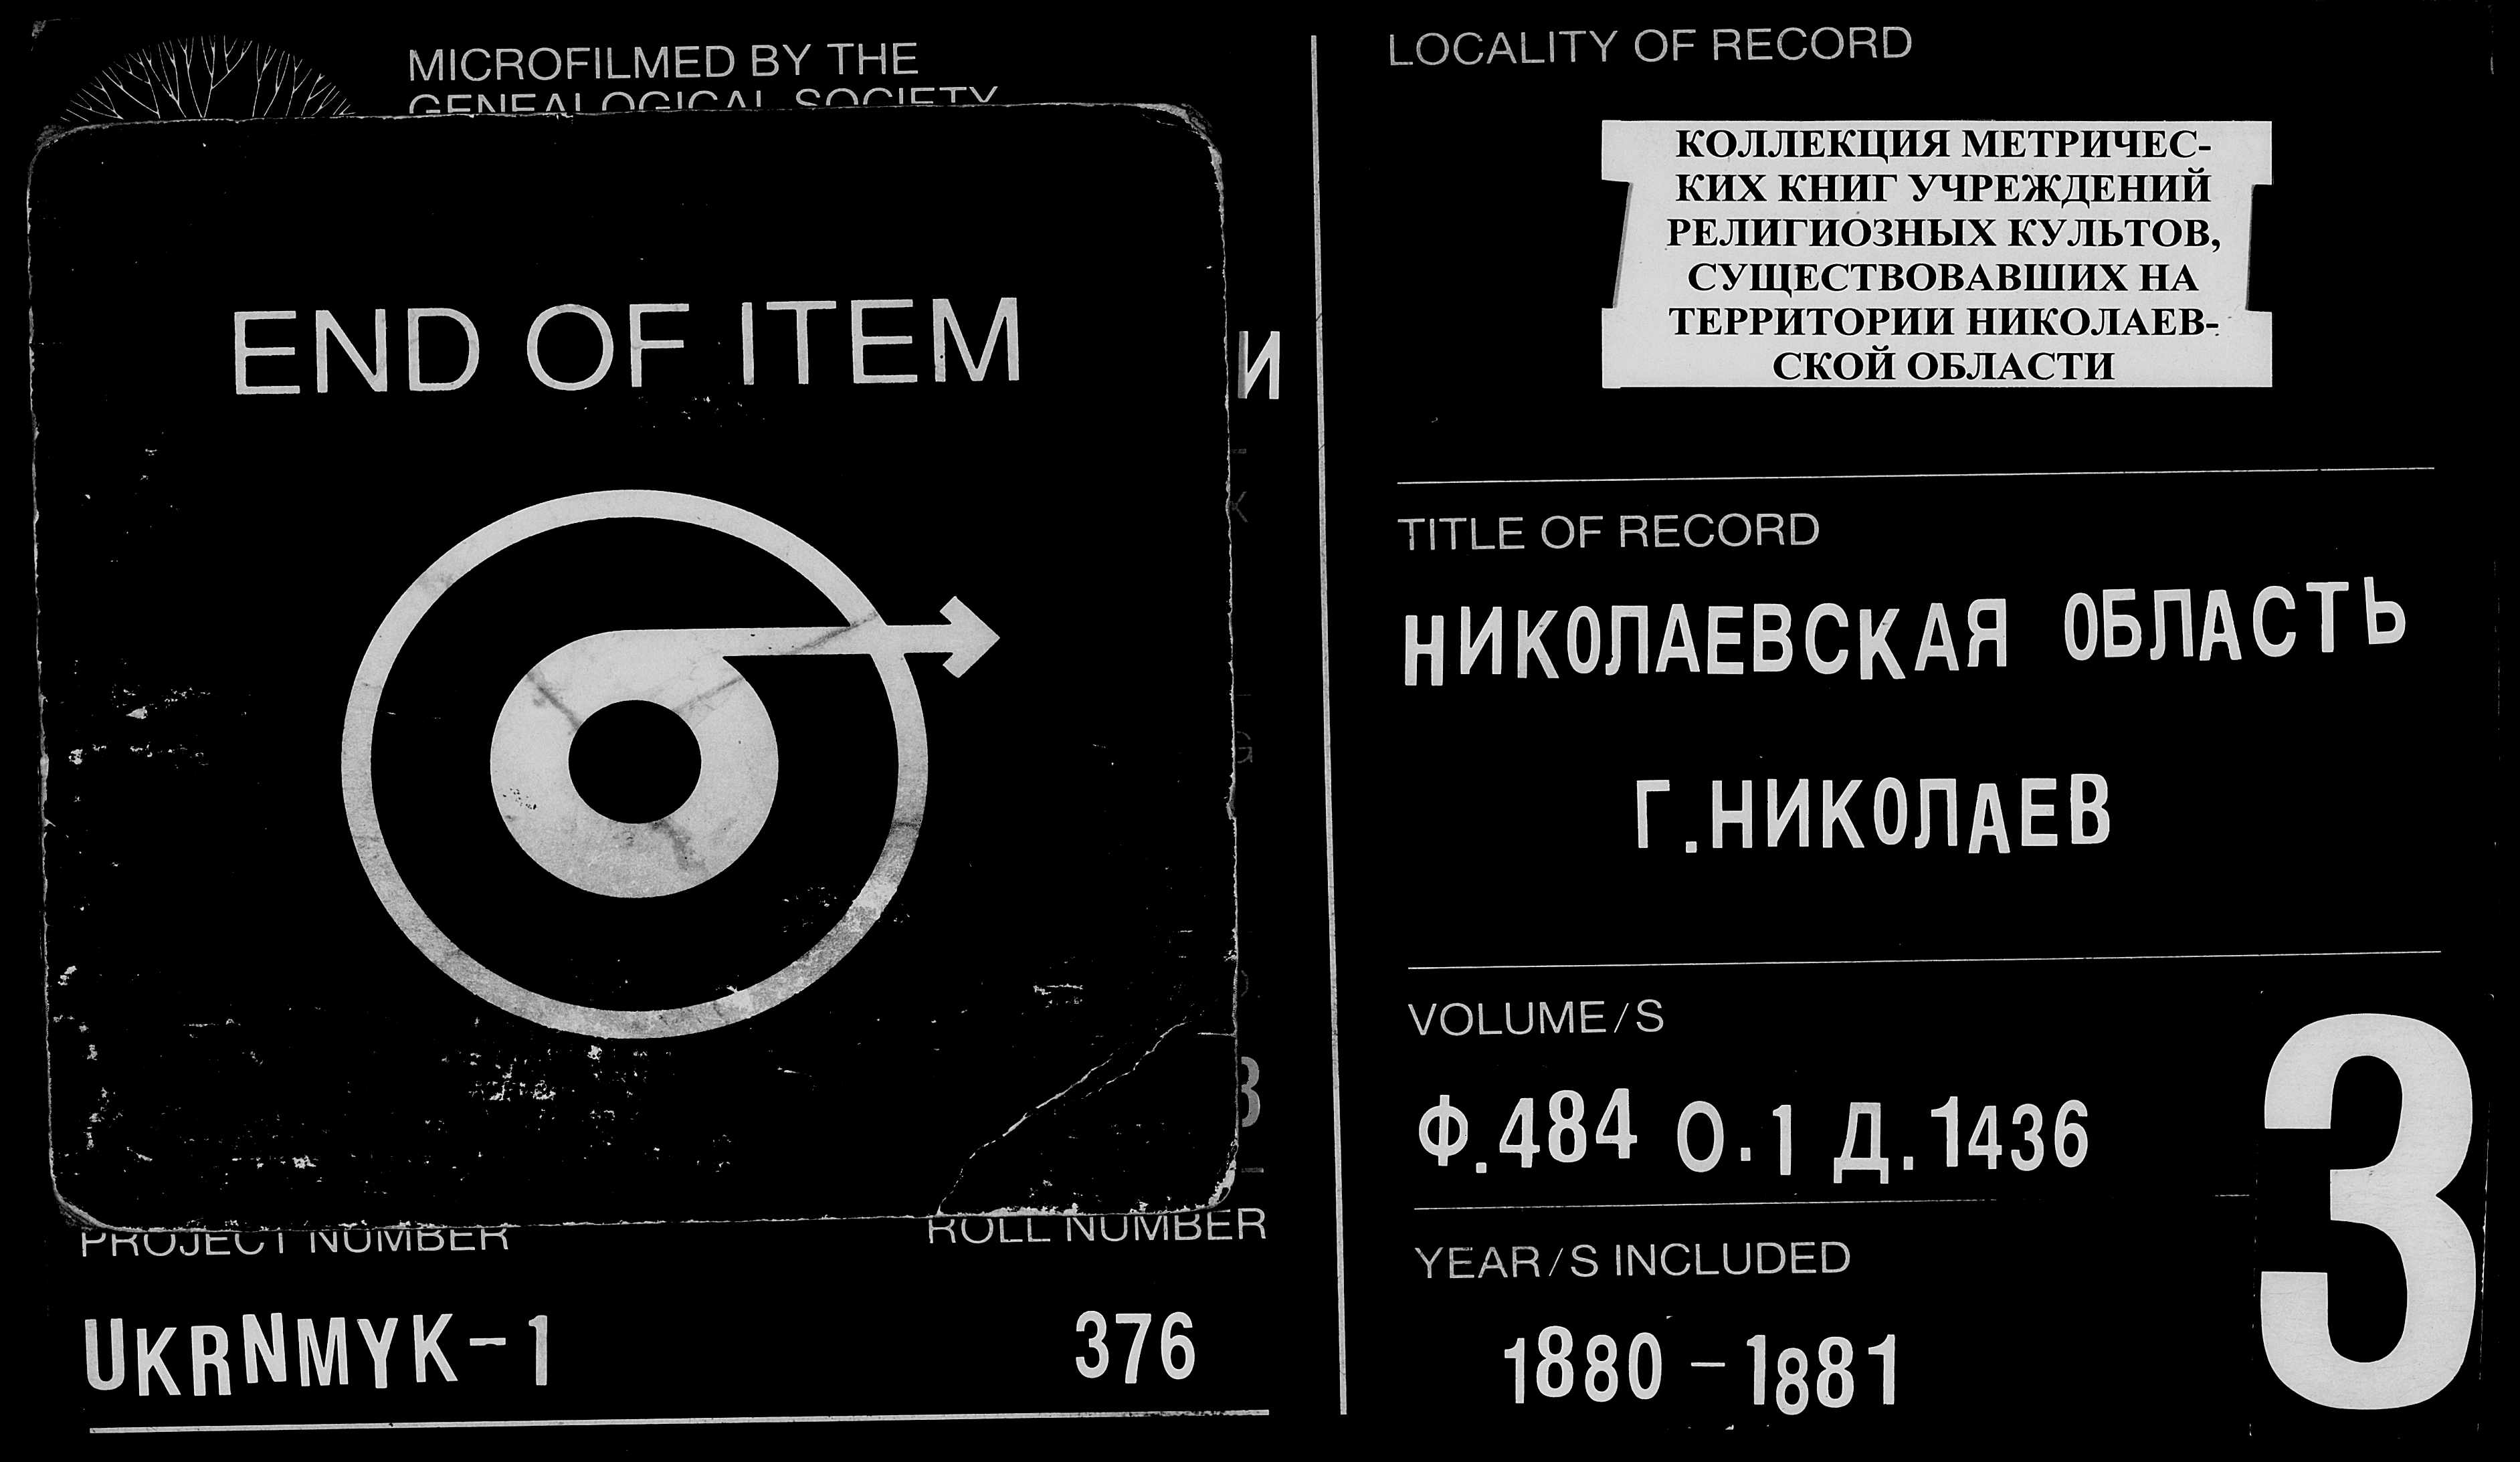 MICROFILMED BY THE
GENEALOGICAL SOCIETY
END OF ITEM
И
PROJECT NUMBER
ROLL NUMBER
UKRNMYK-1
376
LOCALITY OF RECORD
КОЛЛЕКЦИЯ МЕТРИЧЕС-
КИХ КНИГ УЧРЕЖДЕНИЙ
РЕЛИГИОЗНЫХ КУЛЬТОВ,
СУЩЕСТВОВАВШИХ НА
ТЕРРИТОРИИ НИКОЛАЕВ-
СКОЙ ОБЛАСТИ
TITLE OF RECORD
НИКОЛАЕВСКАЯ ОБЛАСТЬ
Г.НИКОЛАЕВ
VOLUME/S
Ф.484 О.1 Д.1436
YEAR/S INCLUDED
1880-1881
3